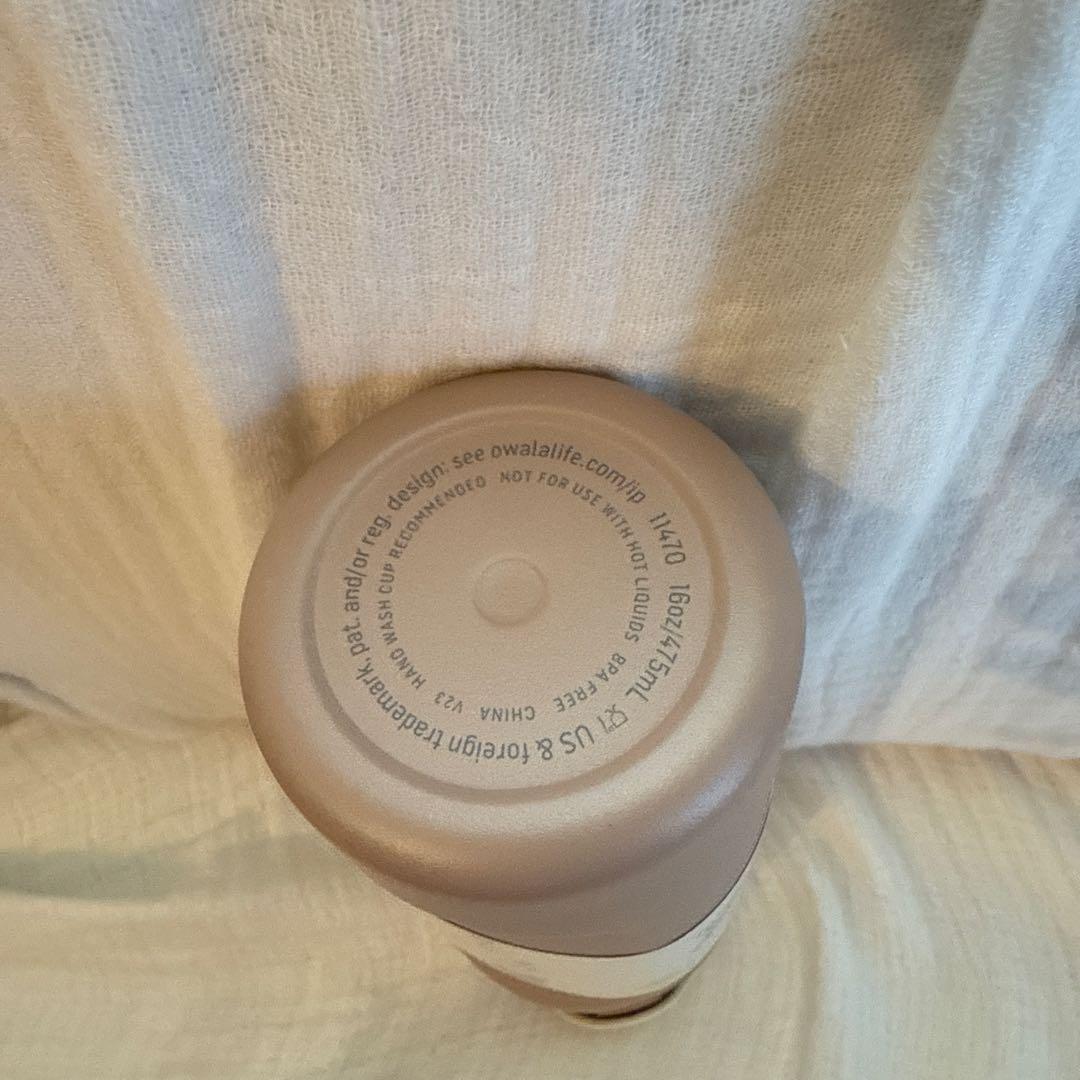 US & foreign trademark, pat. and/or reg. design: see owalalife.com/ip 11470 16oz/475mL
HAND WASH CUP RECOMMENDED NOT FOR USE WITH HOT LIQUIDS BPA FREE CHINA V23